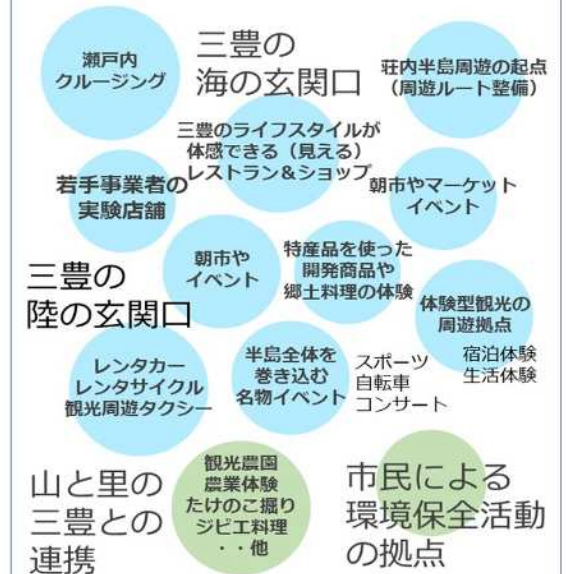 瀬戸内
クルージング
三豊の
海の玄関口
荘内半島周遊の起点
（周遊ルート整備）
三豊のライフスタイルが
体感できる（見える）
レストラン＆ショップ
若手事業者の
実験店舗
朝市やマーケット
イベント
朝市や
イベント
特産品を使った
開発商品や
郷土料理の体験
三豊の
陸の玄関口
体験型観光の
周遊拠点
レンタカー
レンタサイクル
観光周遊タクシー
半島全体を
巻き込む
名物イベント
スポーツ
自転車
コンサート
宿泊体験
生活体験
山と里の
三豊との
連携
観光農園
農業体験
たけのこ掘り
ジビエ料理
・・他
市民による
環境保全活動
の拠点